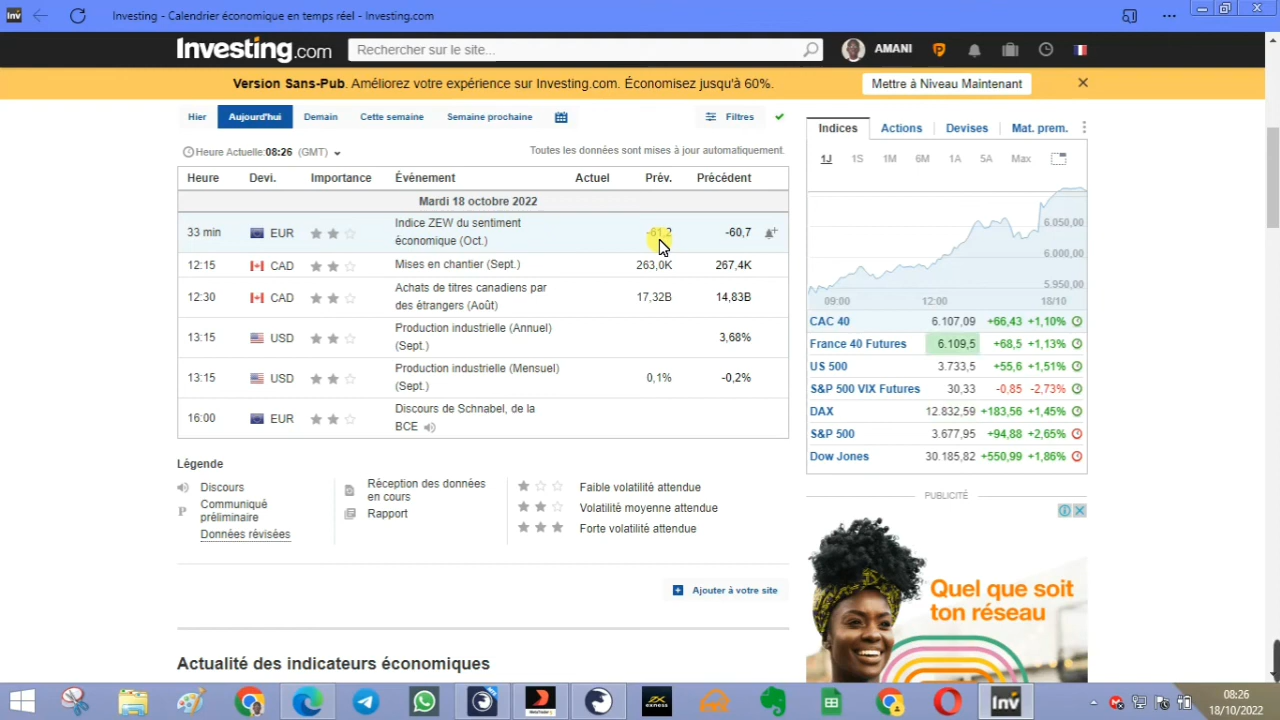 Investing - Calendrier économique en temps réel - Investing.com
Investing.com
Rechercher sur le site...
AMANI
Version Sans-Pub. Améliorez votre expérience sur Investing.com. Économisez jusqu'à 60%.
Mettre à Niveau Maintenant
Hier Aujourd'hui Demain Cette semaine Semaine prochaine Filtres
Heure Actuelle:08:26 (GMT)
Toutes les données sont mises à jour automatiquement.
Heure Devi. Importance Événement Actuel Prév. Précédent
Mardi 18 octobre 2022
33 min EUR Indice ZEW du sentiment économique (Oct.) -61,2 -60,7
12:15 CAD Mises en chantier (Sept.) 263,0K 267,4K
12:30 CAD Achats de titres canadiens par des étrangers (Août) 17,32B 14,83B
13:15 USD Production industrielle (Annuel) (Sept.) 3,68%
13:15 USD Production industrielle (Mensuel) (Sept.) 0,1% -0,2%
16:00 EUR Discours de Schnabel, de la BCE
Légende
Discours
P Communiqué préliminaire
Données révisées
Réception des données en cours
Rapport
Faible volatilité attendue
Volatilité moyenne attendue
Forte volatilité attendue
Ajouter à votre site
Actualité des indicateurs économiques
Indices Actions Devises Mat. prem.
1J 1S 1M 6M 1A 5A Max
6.050,00
6.000,00
5.950,00
09:00 12:00 18/10
CAC 40 6.107,09 +66,43 +1,10%
France 40 Futures 6.109,5 +68,5 +1,13%
US 500 3.733,5 +55,6 +1,51%
S&P 500 VIX Futures 30,33 -0,85 -2,73%
DAX 12.832,59 +183,56 +1,45%
S&P 500 3.677,95 +94,88 +2,65%
Dow Jones 30.185,82 +550,99 +1,86%
PUBLICITÉ
Quel que soit
ton réseau
exness
Inv
08:26
18/10/2022